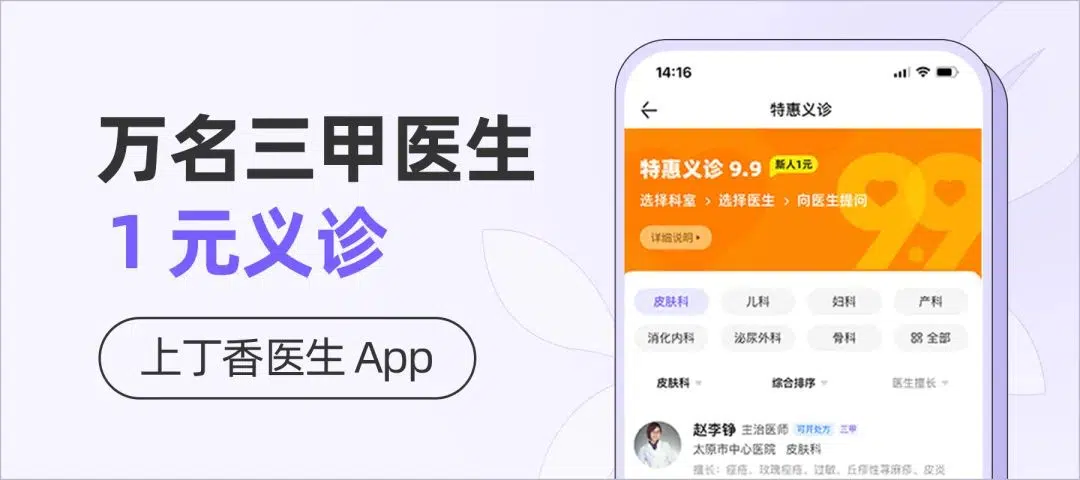 万名三甲医生
1 元义诊
上丁香医生 App
14:16
特惠义诊
特惠义诊 9.9 新人1元
选择科室 › 选择医生 › 向医生提问
详细说明
99
皮肤科 儿科 妇科 产科
消化内科 泌尿外科 骨科 全部
皮肤科 综合排序 医生擅长
赵李铮 主治医师 可开处方 三甲
太原市中心医院 皮肤科
擅长：痤疮、玫瑰痤疮、过敏、丘疹性荨麻疹、皮炎